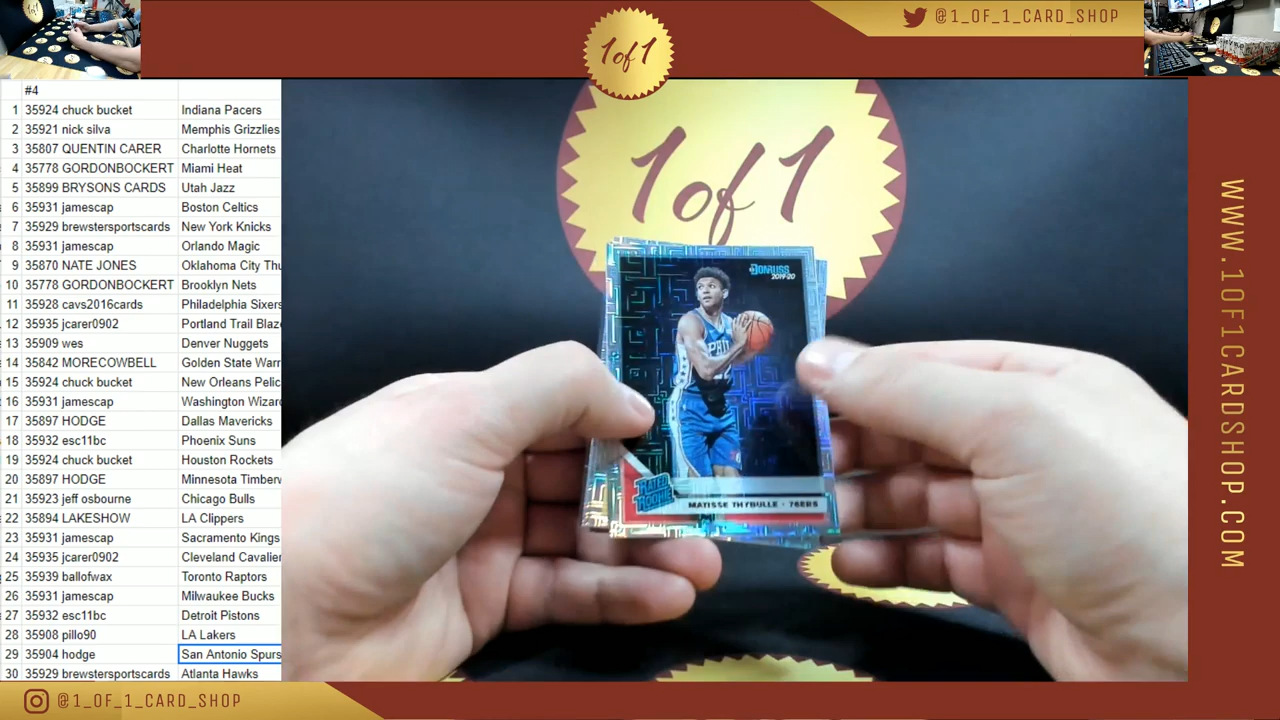 @1_OF_1_CARD_SHOP
1of1
#4
1 35924 chuck bucket Indiana Pacers
2 35921 nick silva Memphis Grizzlies
3 35807 QUENTIN CARER Charlotte Hornets
4 35778 GORDONBOCKERT Miami Heat
5 35899 BRYSONS CARDS Utah Jazz
6 35931 jamescap Boston Celtics
7 35929 brewstersportscards New York Knicks
8 35931 jamescap Orlando Magic
9 35870 NATE JONES Oklahoma City Thu
10 35778 GORDONBOCKERT Brooklyn Nets
11 35928 cavs2016cards Philadelphia Sixers
12 35935 jcarer0902 Portland Trail Blaze
13 35909 wes Denver Nuggets
14 35842 MORECOWBELL Golden State Warr
15 35924 chuck bucket New Orleans Pelic
16 35931 jamescap Washington Wizard
17 35897 HODGE Dallas Mavericks
18 35932 esc11bc Phoenix Suns
19 35924 chuck bucket Houston Rockets
20 35897 HODGE Minnesota Timberw
21 35923 jeff osbourne Chicago Bulls
22 35894 LAKESHOW LA Clippers
23 35931 jamescap Sacramento Kings
24 35935 jcarer0902 Cleveland Cavalier
25 35939 ballofwax Toronto Raptors
26 35931 jamescap Milwaukee Bucks
27 35932 esc11bc Detroit Pistons
28 35908 pillo90 LA Lakers
29 35904 hodge San Antonio Spurs
30 35929 brewstersportscards Atlanta Hawks
1of1
DONRUSS
2019-20
PHIL
RATED
ROOKIE
MATISSE THYBULLE - 76ERS
WWW.1OF1CARDSHOP.COM
@1_OF_1_CARD_SHOP